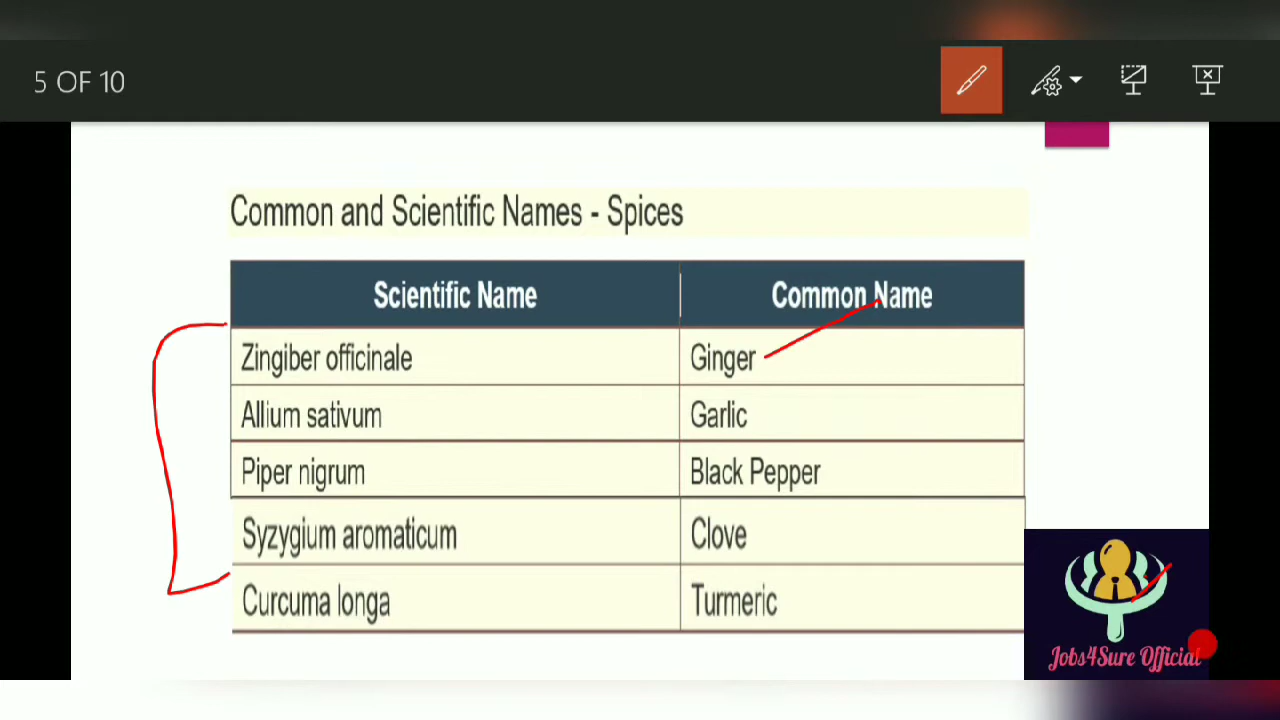 5 OF 10
Common and Scientific Names - Spices
Scientific Name Common Name
Zingiber officinale Ginger
Allium sativum Garlic
Piper nigrum Black Pepper
Syzygium aromaticum Clove
Curcuma longa Turmeric
Jobs4Sure Official